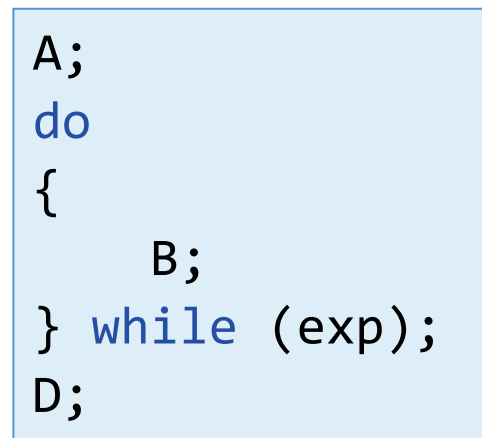 A;
do
{
    B;
} while (exp);
D;